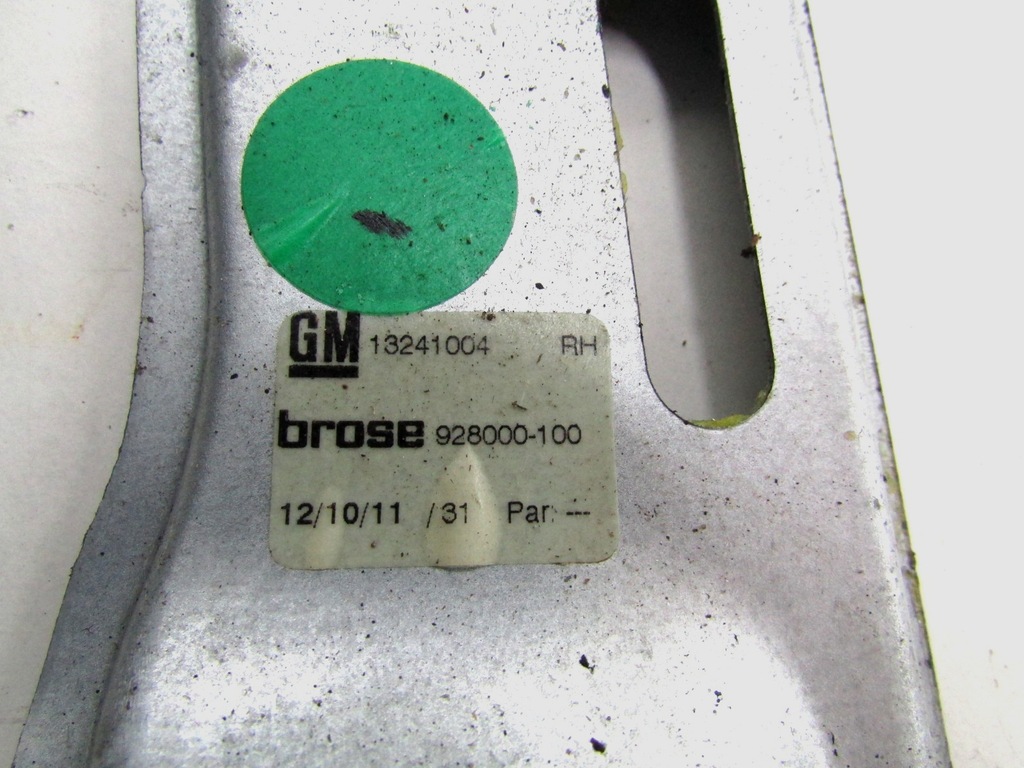 GM 13241004 RH
brose 928000-100
12/10/11 /31 Par: ---